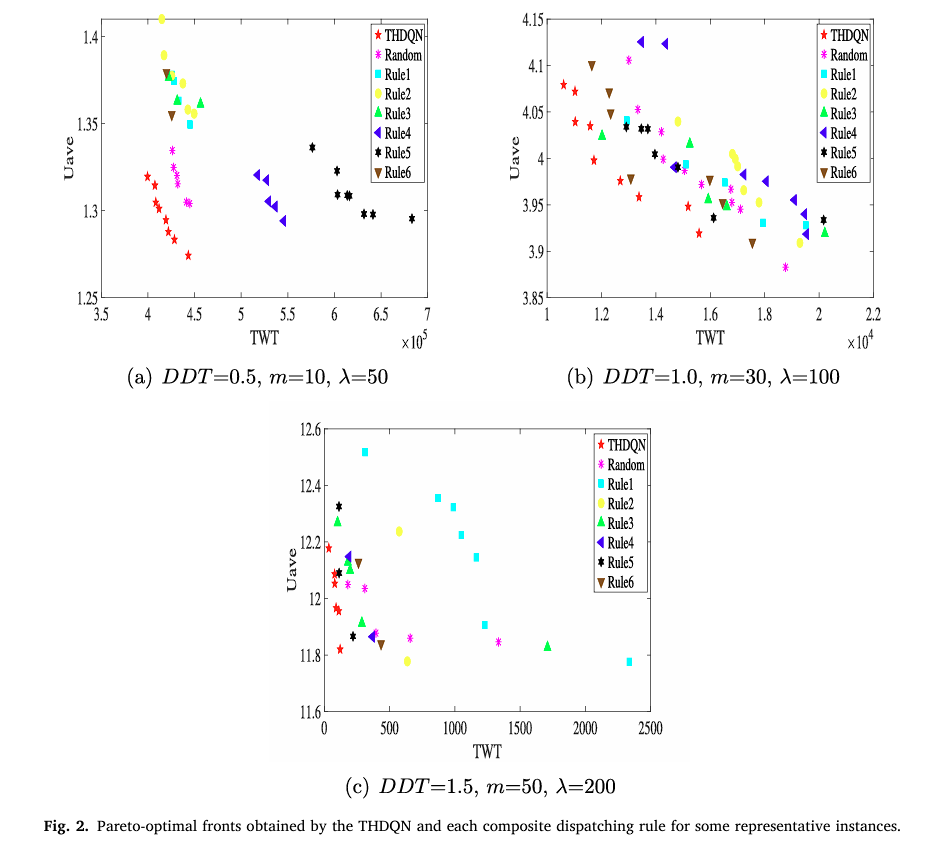 1.4
1.35
1.3
1.25
Uave
3.5 4 4.5 5 5.5 6 6.5 7
TWT
×10⁵
THDQN
Random
Rule1
Rule2
Rule3
Rule4
Rule5
Rule6
(a) DDT=0.5, m=10, λ=50
4.15
4.1
4.05
4
3.95
3.9
3.85
Uave
1 1.2 1.4 1.6 1.8 2 2.2
TWT
×10⁴
THDQN
Random
Rule1
Rule2
Rule3
Rule4
Rule5
Rule6
(b) DDT=1.0, m=30, λ=100
12.6
12.4
12.2
12
11.8
11.6
Uave
0 500 1000 1500 2000 2500
TWT
THDQN
Random
Rule1
Rule2
Rule3
Rule4
Rule5
Rule6
(c) DDT=1.5, m=50, λ=200
Fig. 2. Pareto-optimal fronts obtained by the THDQN and each composite dispatching rule for some representative instances.